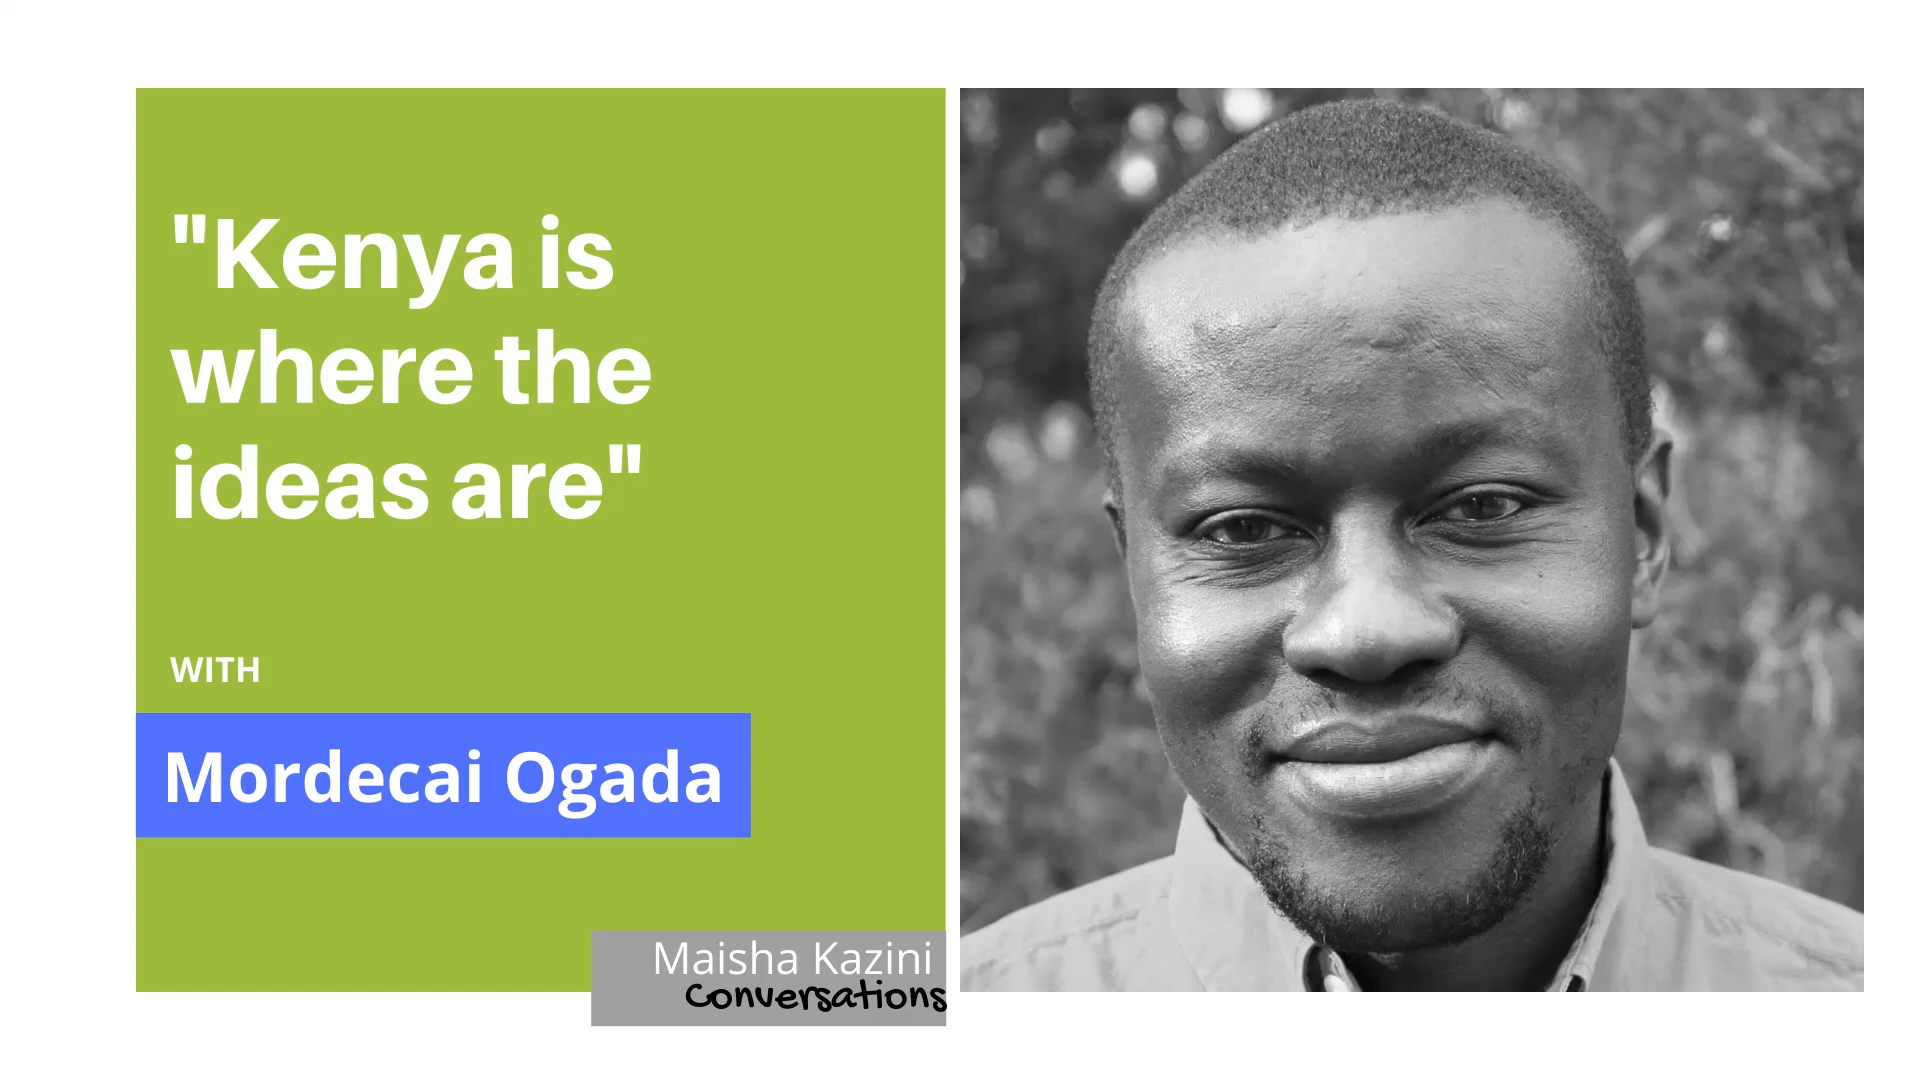 "Kenya is
where the
ideas are"
WITH
Mordecai Ogada
Maisha Kazini
Conversations